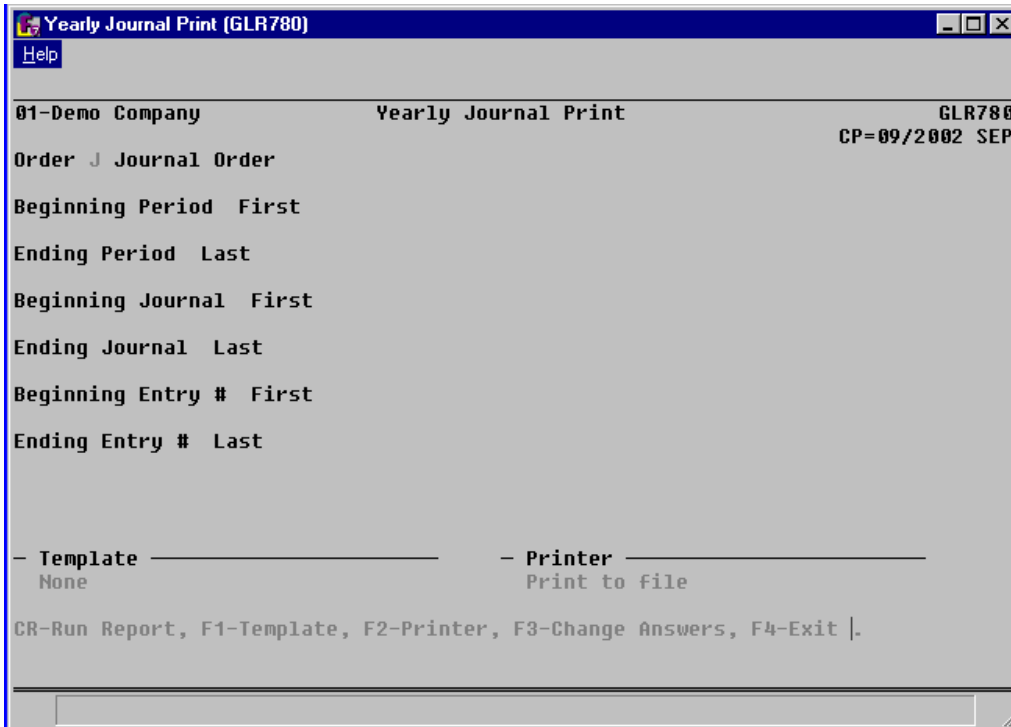 Yearly Journal Print (GLR780)
Help
01-Demo Company Yearly Journal Print GLR780
CP=09/2002 SEP
Order J Journal Order
Beginning Period First
Ending Period Last
Beginning Journal First
Ending Journal Last
Beginning Entry # First
Ending Entry # Last
Template Printer
None Print to file
CR-Run Report, F1-Template, F2-Printer, F3-Change Answers, F4-Exit .